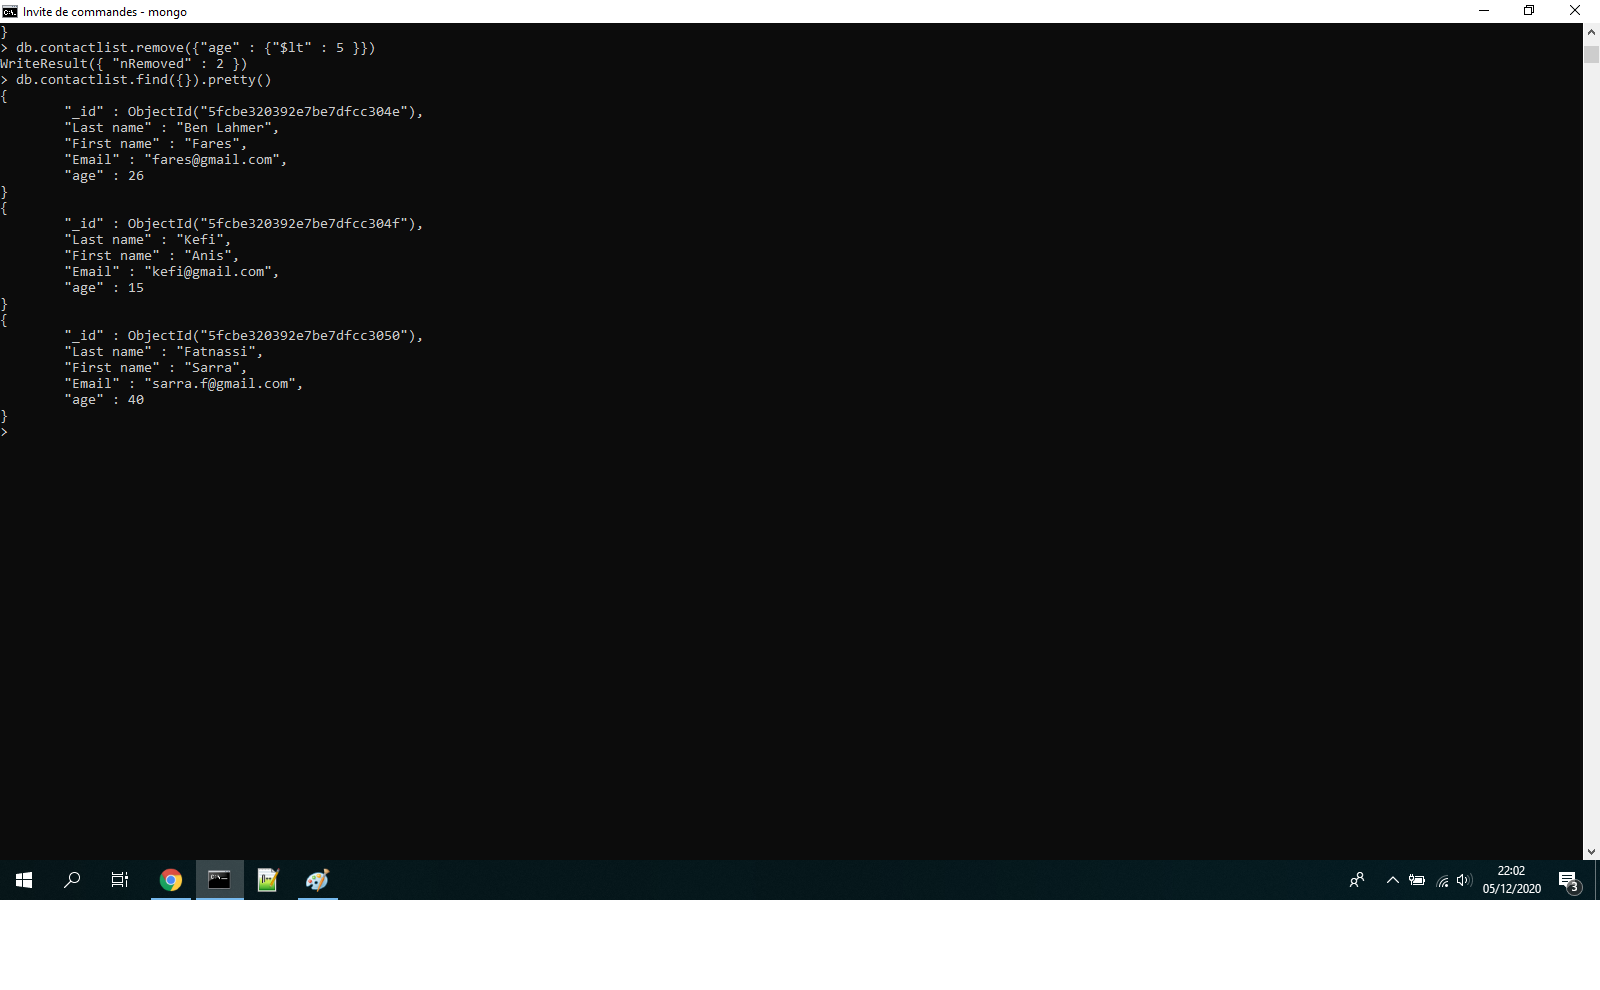 Invite de commandes - mongo
}
> db.contactlist.remove({"age" : {"$lt" : 5 }})
WriteResult({ "nRemoved" : 2 })
> db.contactlist.find({}).pretty()
{
        "_id" : ObjectId("5fcbe320392e7be7dfcc304e"),
        "Last name" : "Ben Lahmer",
        "First name" : "Fares",
        "Email" : "fares@gmail.com",
        "age" : 26
}
{
        "_id" : ObjectId("5fcbe320392e7be7dfcc304f"),
        "Last name" : "Kefi",
        "First name" : "Anis",
        "Email" : "kefi@gmail.com",
        "age" : 15
}
{
        "_id" : ObjectId("5fcbe320392e7be7dfcc3050"),
        "Last name" : "Fatnassi",
        "First name" : "Sarra",
        "Email" : "sarra.f@gmail.com",
        "age" : 40
}
>
22:02
05/12/2020
3